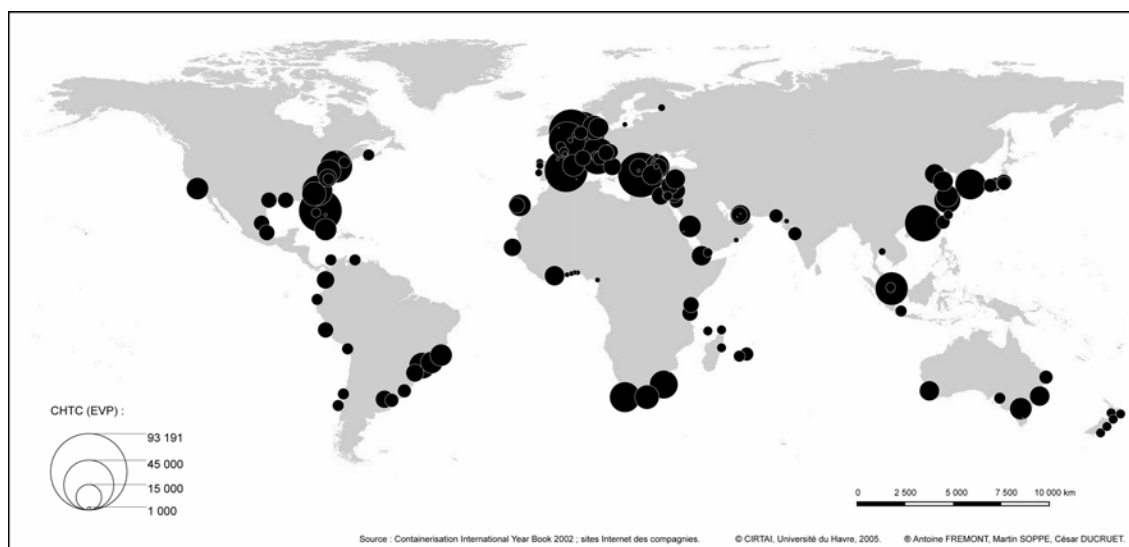 CHTC (EVP) :
93 191
45 000
15 000
1 000
0 2 500 5 000 7 500 10 000 km
Source : Containerisation International Year Book 2002 ; sites Internet des compagnies. © CIRTAI, Université du Havre, 2005. ® Antoine FREMONT, Martin SOPPE, César DUCRUET.